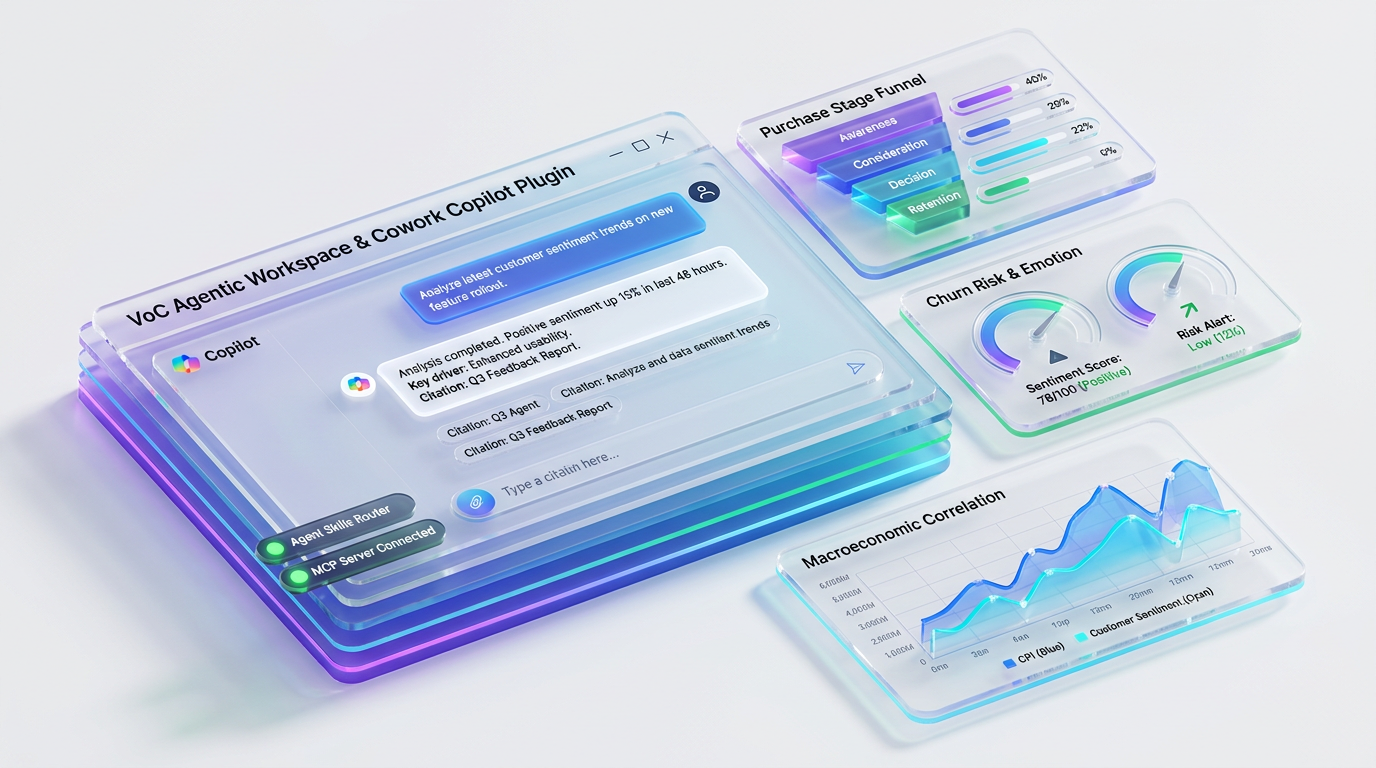 VoC Agentic Workspace & Cowork Copilot Plugin
Copilot
Analyze latest customer sentiment trends on new
feature rollout.
Analysis completed. Positive sentiment up 15% in last 48 hours.
Key driver: Enhanced usability.
Citation: Q3 Feedback Report.
Citation: Q3 Agent
Citation: Analyze and data sentient trends
Citation: Q3 Feedback Report
Type a citatin here...
Agent Skills Router
MCP Server Connected
Purchase Stage Funnel
Awareness
40%
Consideration
29%
Decision
22%
Retention
Churn Risk & Emotion
Sentiment Score:
78/100 (Positive)
Risk Alert:
Low
Macroeconomic Correlation
0
20mm
CPI (Blue)
Customer Sentiment